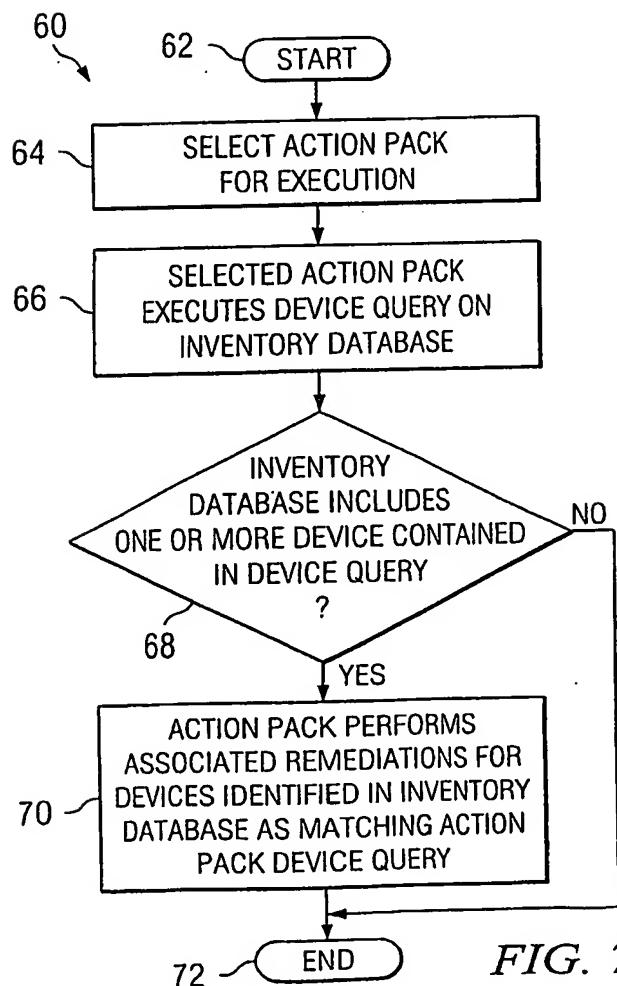 60
62
START
64
SELECT ACTION PACK
FOR EXECUTION
66
SELECTED ACTION PACK
EXECUTES DEVICE QUERY ON
INVENTORY DATABASE
INVENTORY
DATABASE INCLUDES
ONE OR MORE DEVICE CONTAINED
IN DEVICE QUERY
?
NO
68
YES
70
ACTION PACK PERFORMS
ASSOCIATED REMEDIATIONS FOR
DEVICES IDENTIFIED IN INVENTORY
DATABASE AS MATCHING ACTION
PACK DEVICE QUERY
72
END
FIG.